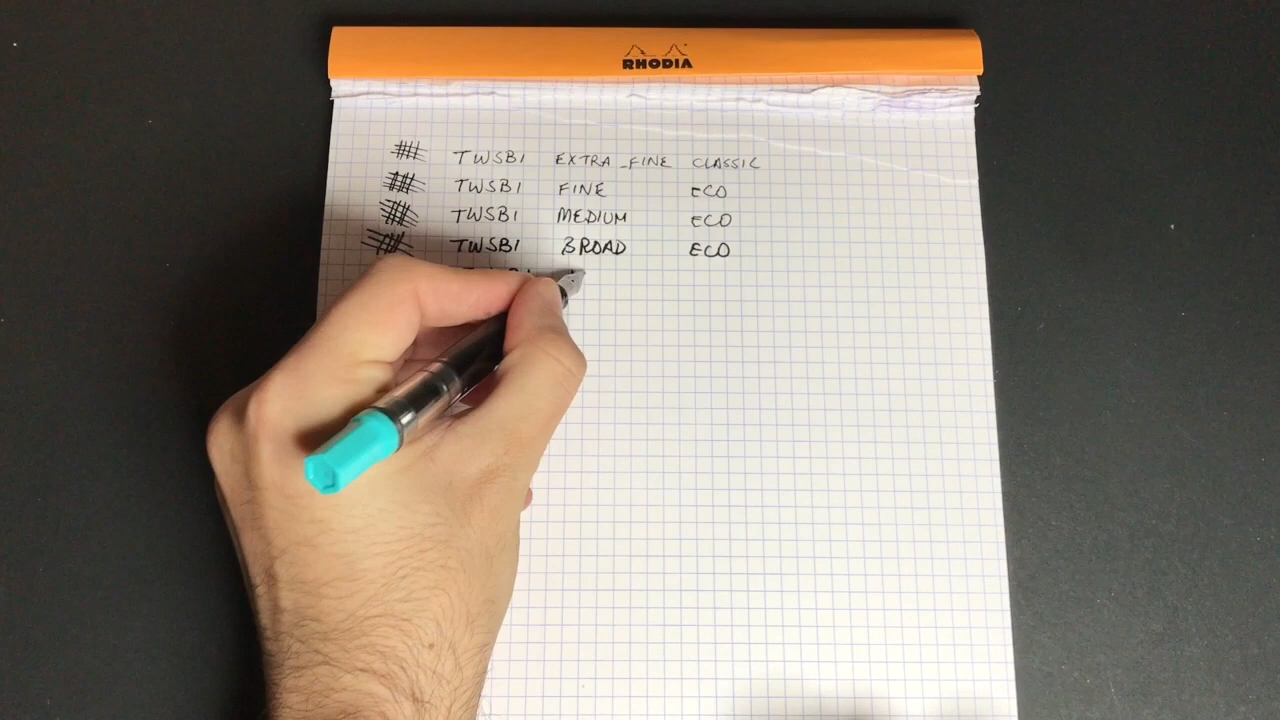 RHODIA
TWSBI EXTRA-FINE CLASSIC
TWSBI FINE ECO
TWSBI MEDIUM ECO
TWSBI BROAD ECO